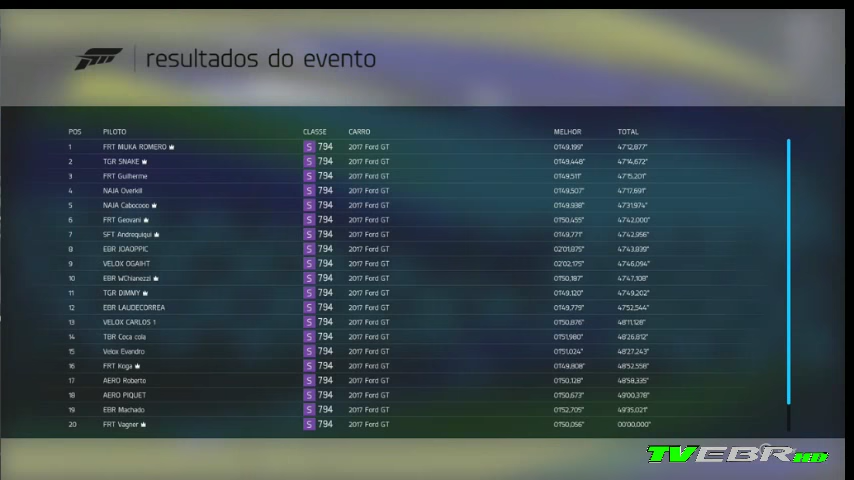 resultados do evento
POS PILOTO CLASSE CARRO MELHOR TOTAL
1 FRT MUKA ROMERO S 794 2017 Ford GT 01'49,199" 47'12,877"
2 TGR SNAKE S 794 2017 Ford GT 01'49,448" 47'14,672"
3 FRT Guilherme S 794 2017 Ford GT 01'49,511" 47'15,201"
4 NAJA Overkill S 794 2017 Ford GT 01'49,507" 47'17,691"
5 NAJA Cabocooo S 794 2017 Ford GT 01'49,938" 47'31,974"
6 FRT Geovani S 794 2017 Ford GT 01'50,455" 47'42,000"
7 SFT Androquiqui S 794 2017 Ford GT 01'49,771" 47'42,956"
8 EBR JOAOPPIC S 794 2017 Ford GT 02'01,875" 47'43,839"
9 VELOX OGAIHT S 794 2017 Ford GT 02'02,175" 47'46,094"
10 EBR WChianezzi S 794 2017 Ford GT 01'50,187" 47'47,108"
11 TGR DIMMY S 794 2017 Ford GT 01'49,120" 47'49,202"
12 EBR LAUDECORREA S 794 2017 Ford GT 01'49,779" 47'52,544"
13 VELOX CARLOS 1 S 794 2017 Ford GT 01'50,876" 48'11,128"
14 TBR Coca cola S 794 2017 Ford GT 01'51,980" 48'26,812"
15 Velox Evandro S 794 2017 Ford GT 01'51,024" 48'27,243"
16 FRT Koga S 794 2017 Ford GT 01'49,808" 48'52,558"
17 AERO Roberto S 794 2017 Ford GT 01'50,128" 48'58,335"
18 AERO PIQUET S 794 2017 Ford GT 01'50,673" 49'00,378"
19 EBR Machado S 794 2017 Ford GT 01'52,705" 49'35,021"
20 FRT Vagner S 794 2017 Ford GT 01'50,056" 00'00,000"
TVEBR HD